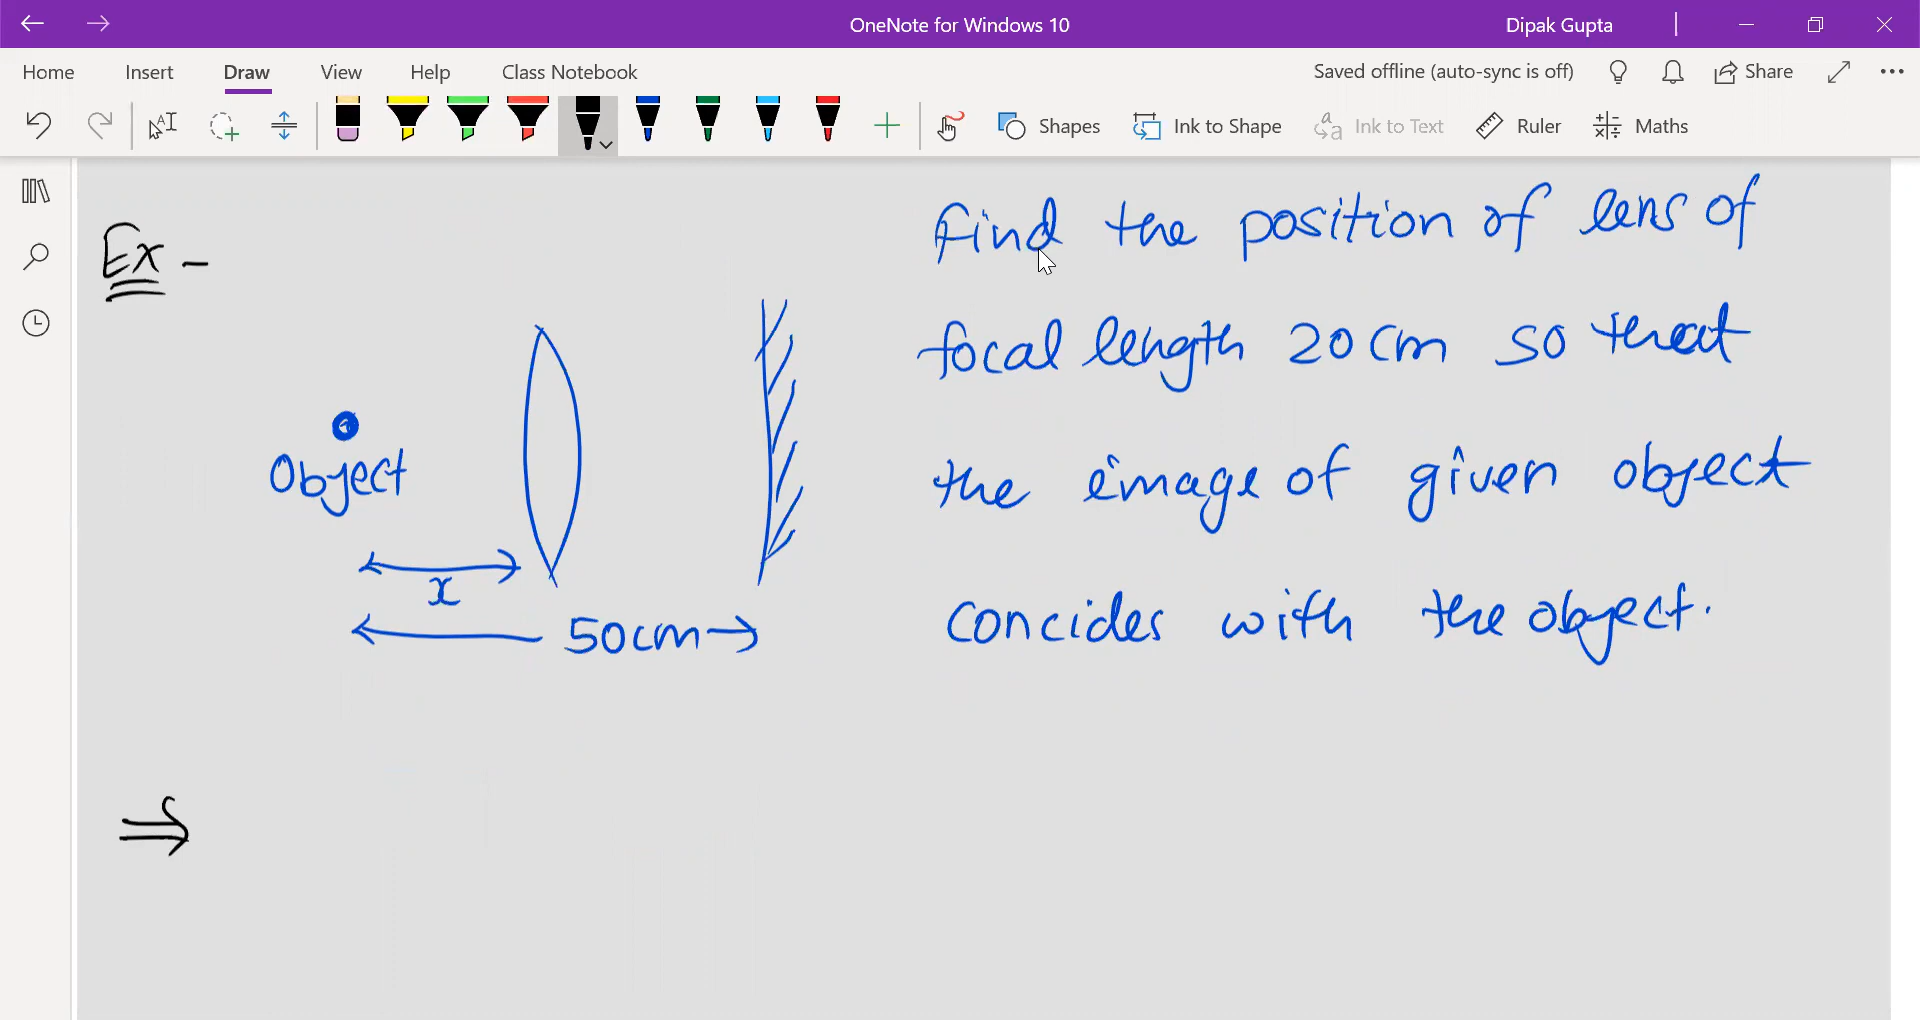 OneNote for Windows 10
Dipak Gupta
Home Insert Draw View Help Class Notebook
Saved offline (auto-sync is off)
Share
Shapes
Ink to Shape
Ink to Text
Ruler
Maths
Ex -
Find the position of lens of
focal length 20 cm so that
the image of given object
concides with the object.
Object
x
50cm